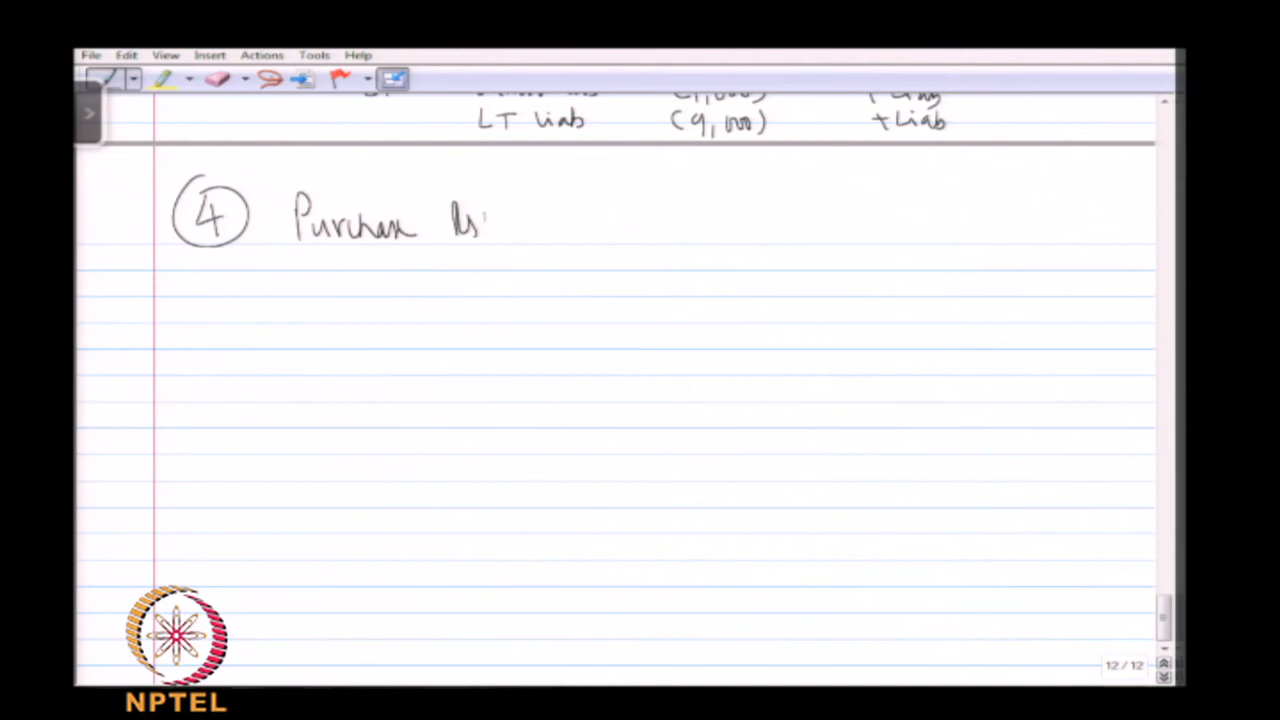 File Edit View Insert Actions Tools Help
LT Liab (9,000) + Liab
4 Purchase
12 / 12
NPTEL